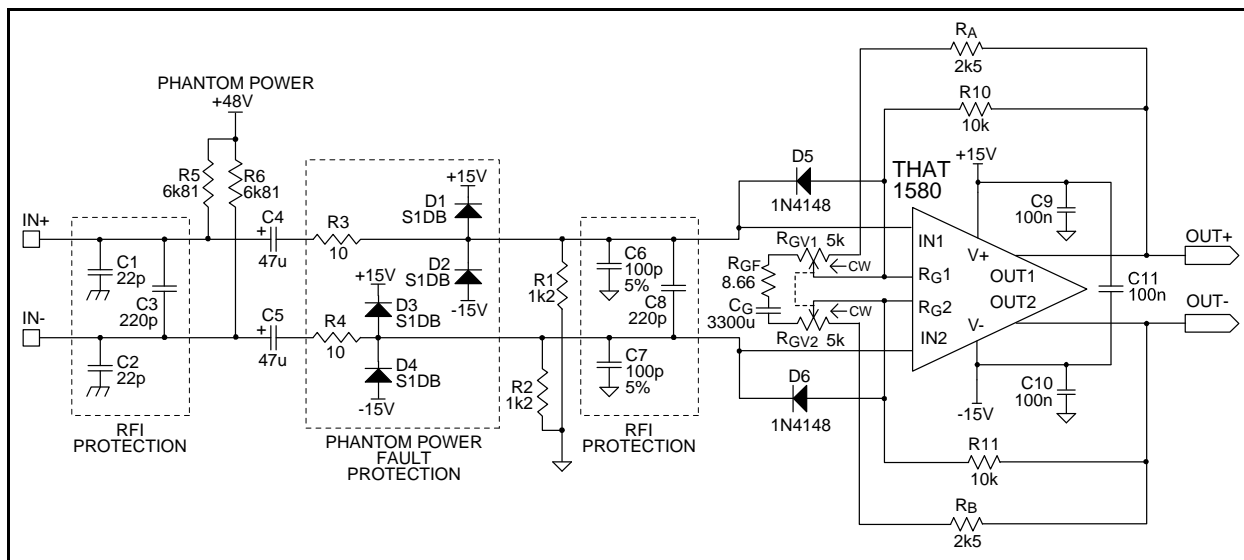 RA
2k5
R10
10k
PHANTOM POWER
+48V
R5
6k81
R6
6k81
IN+
C1
22p
C3
220p
IN-
C2
22p
RFI
PROTECTION
C4
+
47u
C5
+
47u
R3
10
R4
10
+15V
D1
S1DB
D2
S1DB
-15V
+15V
D3
S1DB
D4
S1DB
-15V
PHANTOM POWER
FAULT
PROTECTION
R1
1k2
R2
1k2
C6
100p
5%
C8
220p
C7
100p
5%
RFI
PROTECTION
D5
1N4148
RGV1 5k
CW
RGF
8.66
CG
3300u
CW
RGV2 5k
D6
1N4148
THAT
1580
+15V
C9
100n
IN1
V+
RG1
OUT1
RG2
OUT2
IN2
V-
C11
100n
-15V
C10
100n
OUT+
OUT-
R11
10k
RB
2k5